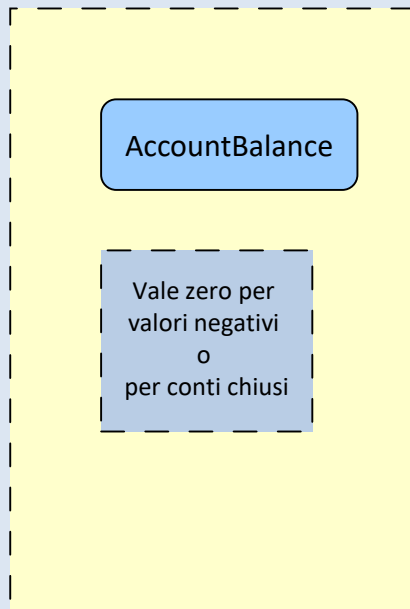 AccountBalance
Vale zero per
valori negativi
o
per conti chiusi